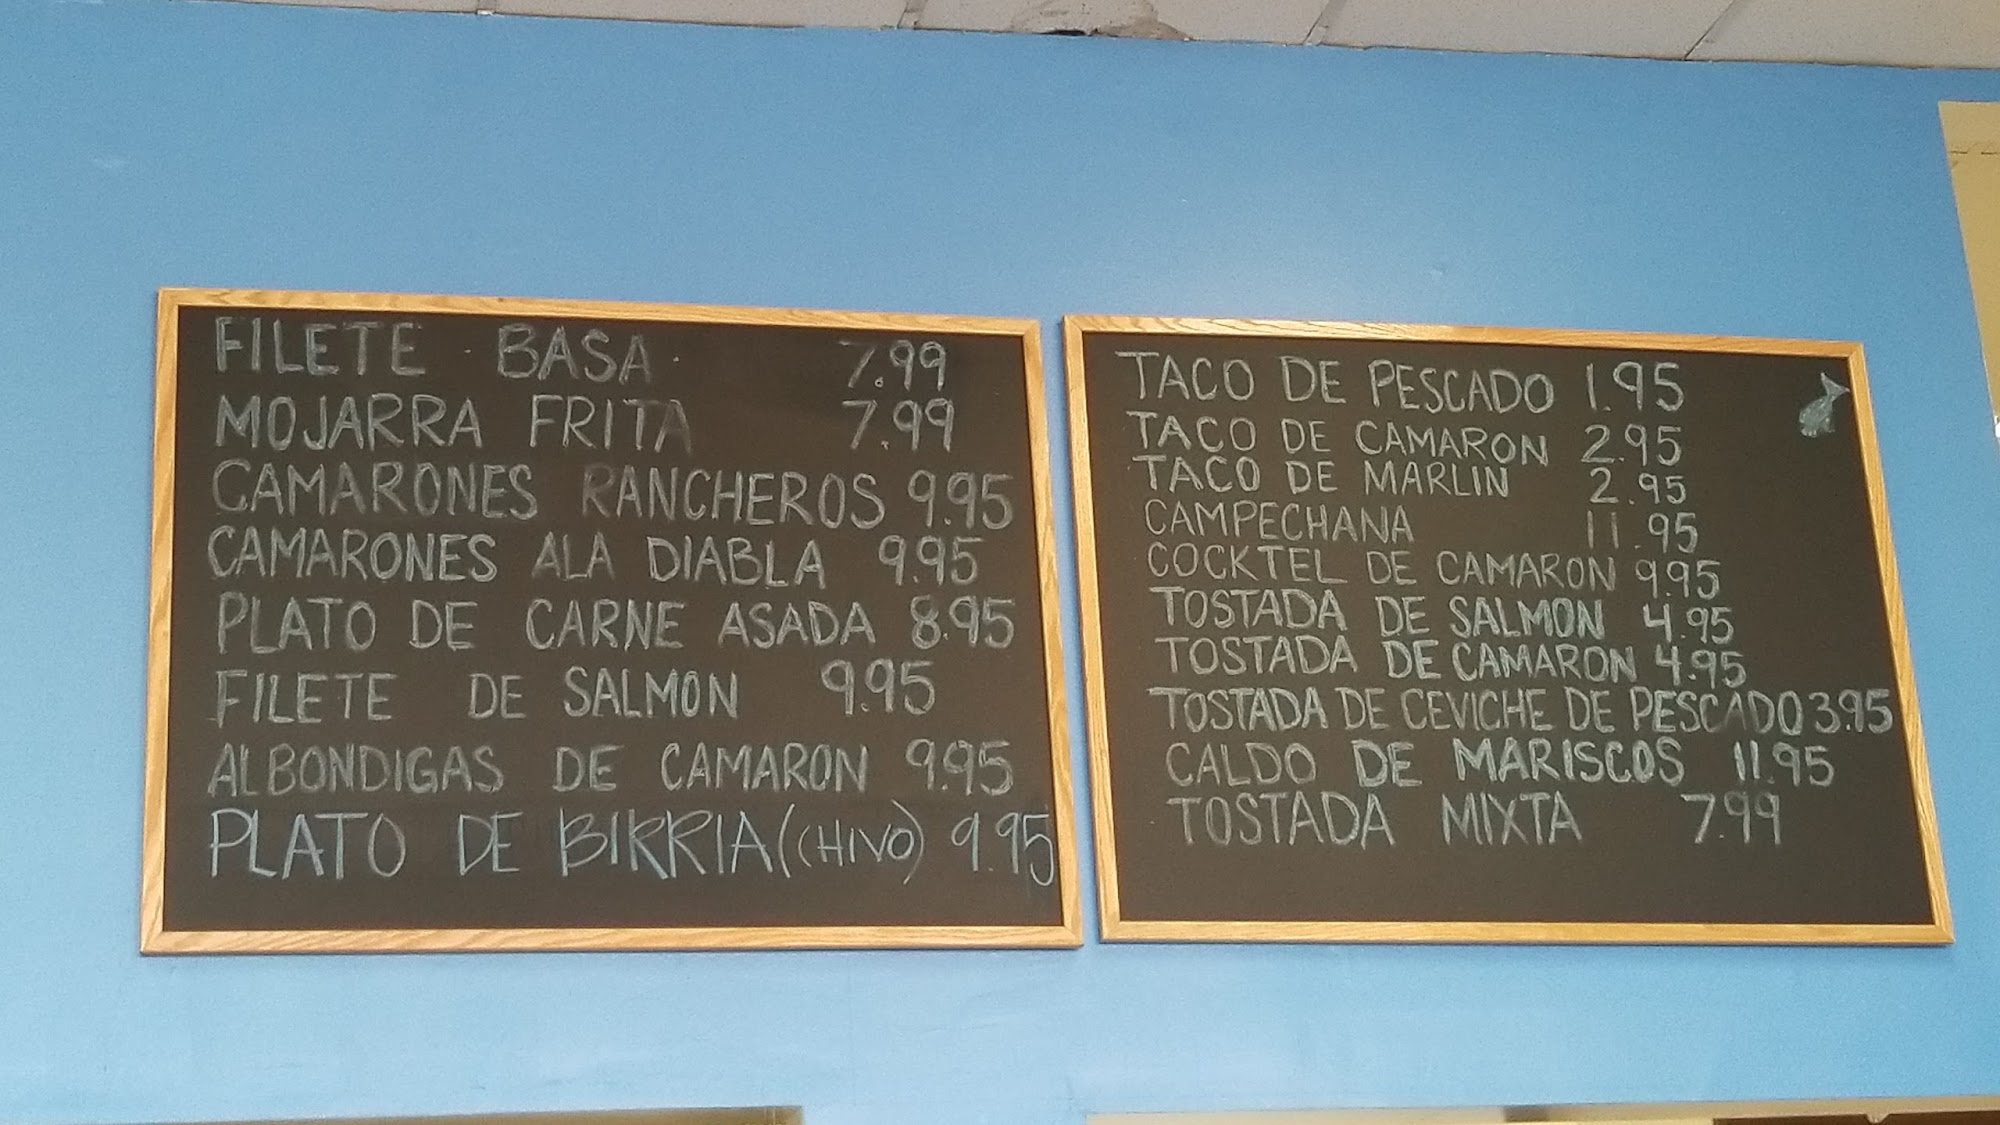 FILETE BASA 7.99
MOJARRA FRITA 7.99
CAMARONES RANCHEROS 9.95
CAMARONES ALA DIABLA 9.95
PLATO DE CARNE ASADA 8.95
FILETE DE SALMON 9.95
ALBONDIGAS DE CAMARON 9.95
PLATO DE BIRRIA (CHIVO) 9.95
TACO DE PESCADO 1.95
TACO DE CAMARON 2.95
TACO DE MARLIN 2.95
CAMPECHANA 11.95
COCKTEL DE CAMARON 9.95
TOSTADA DE SALMON 4.95
TOSTADA DE CAMARON 4.95
TOSTADA DE CEVICHE DE PESCADO 3.95
CALDO DE MARISCOS 11.95
TOSTADA MIXTA 7.99